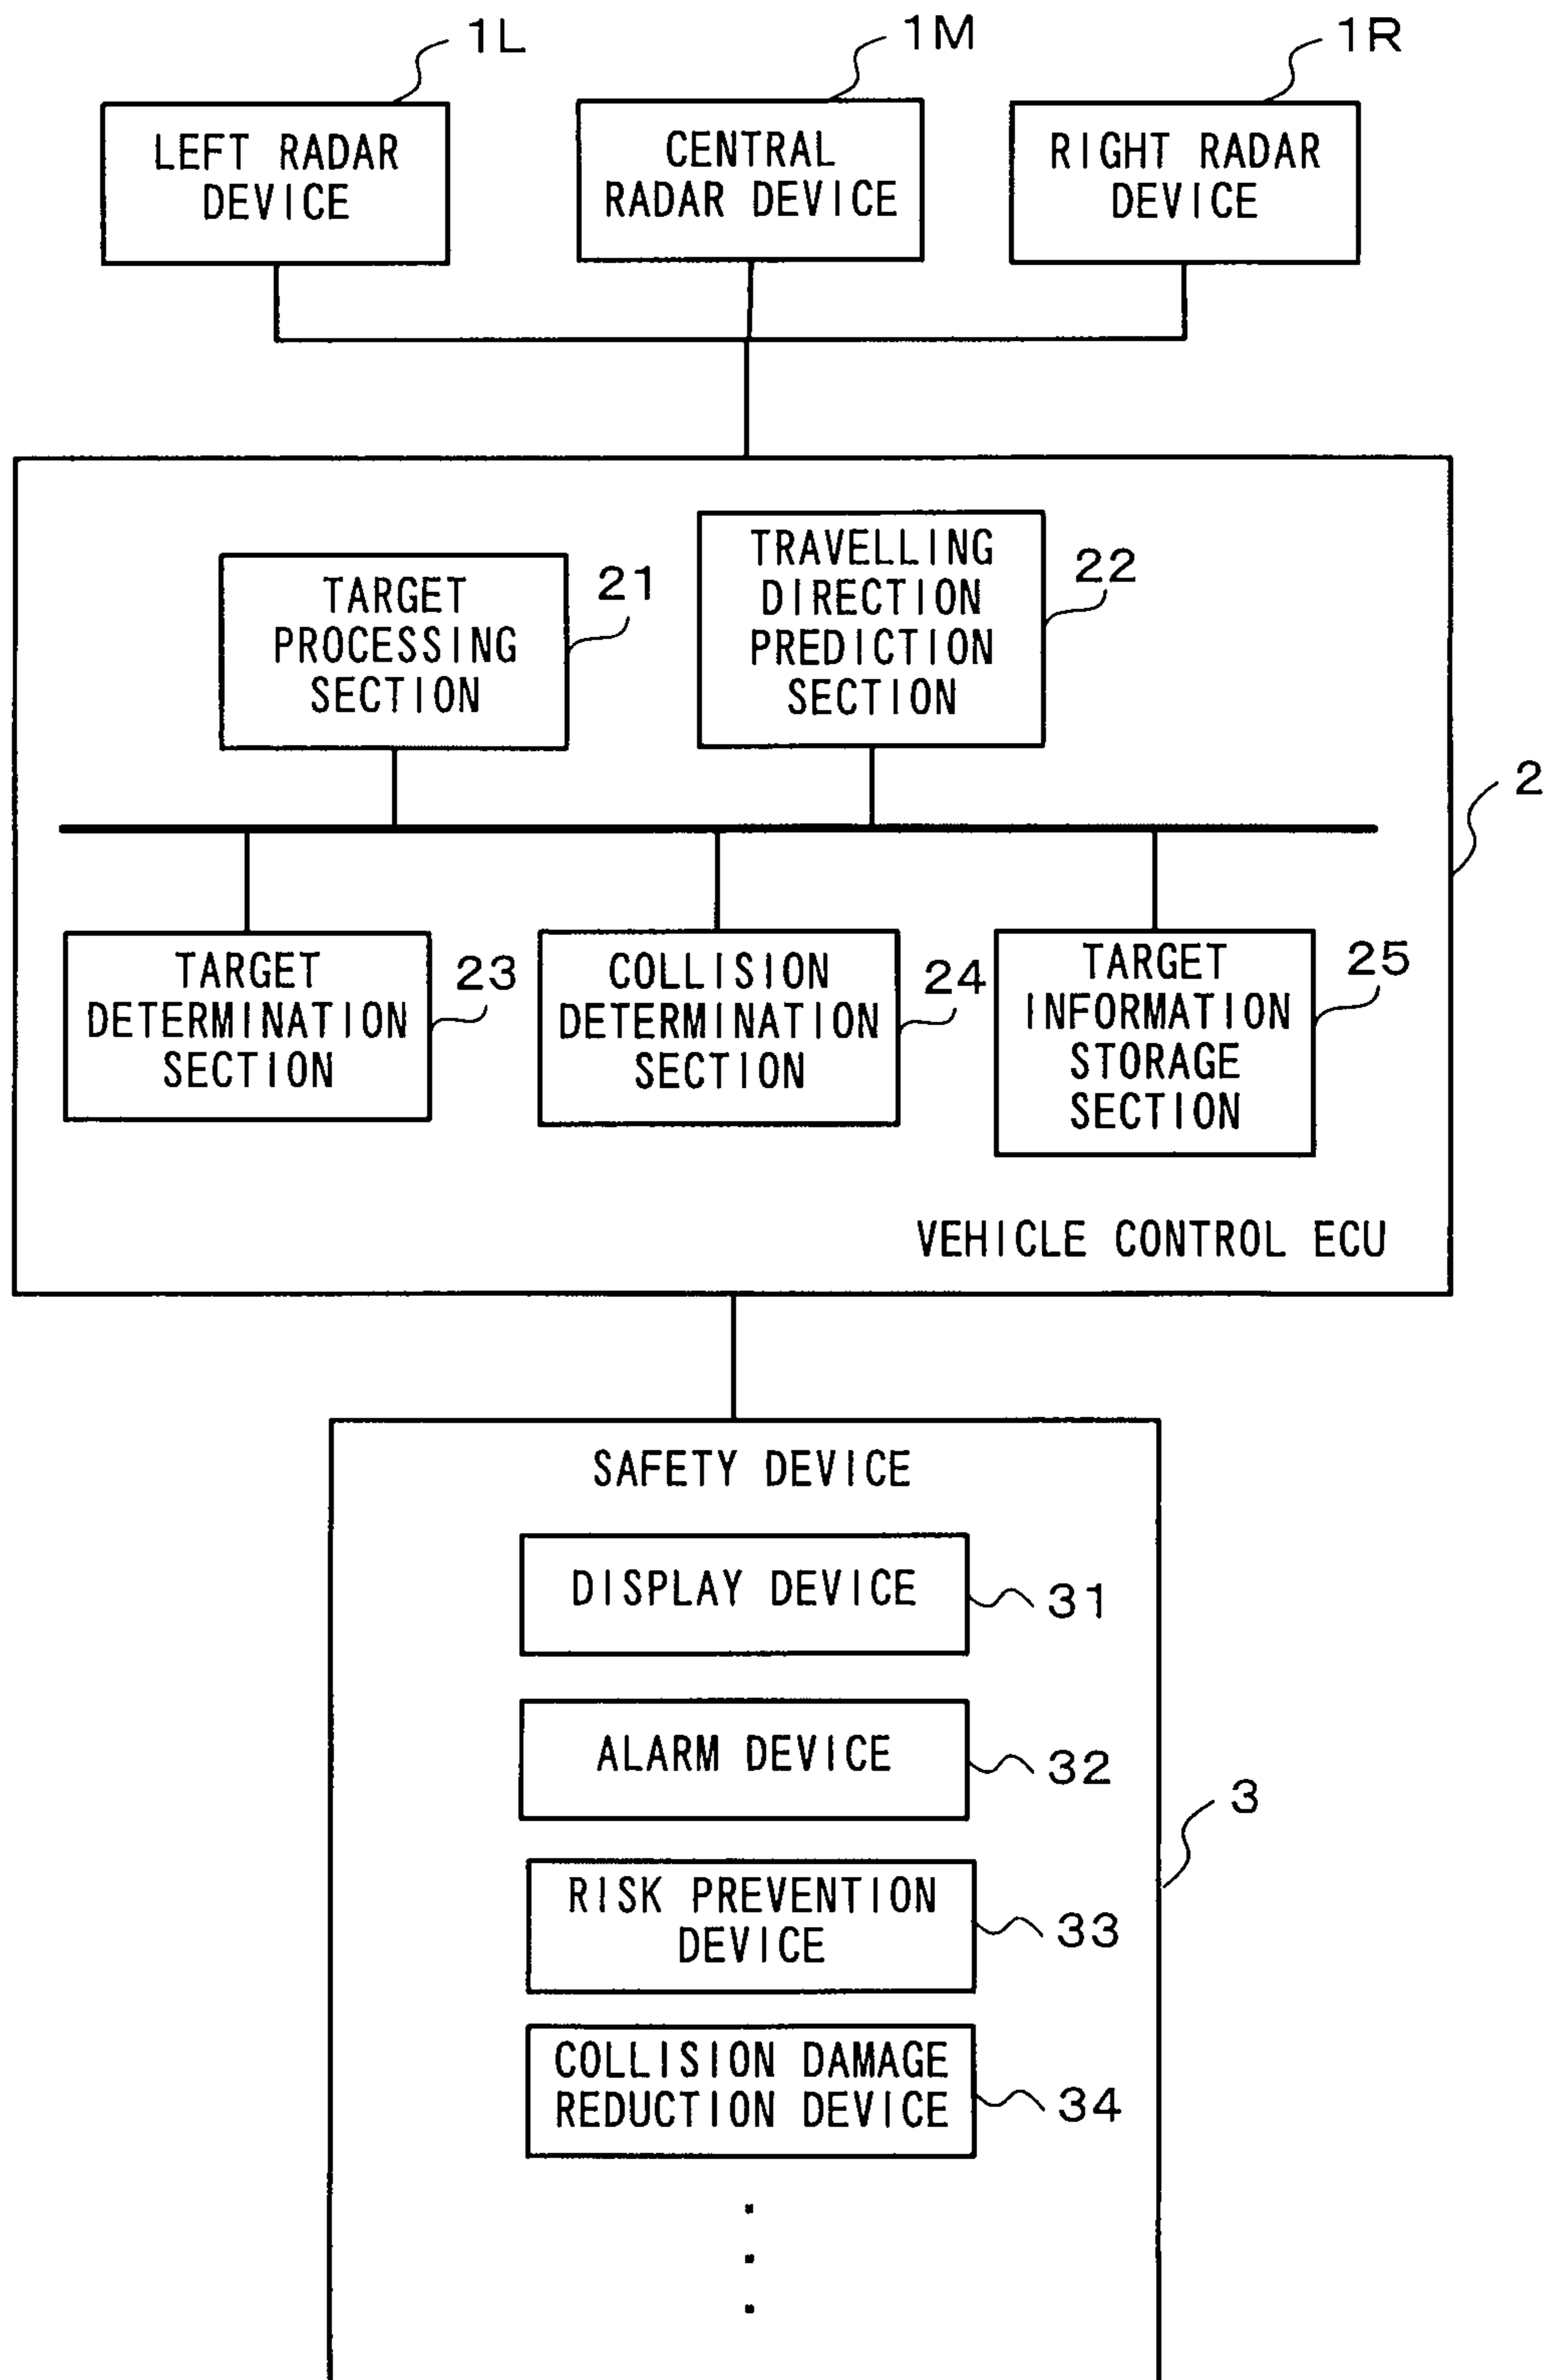 1L
1M
1R
LEFT RADAR
DEVICE
CENTRAL
RADAR DEVICE
RIGHT RADAR
DEVICE
TARGET
PROCESSING
SECTION
21
TRAVELLING
DIRECTION
PREDICTION
SECTION
22
2
TARGET
DETERMINATION
SECTION
23
COLLISION
DETERMINATION
SECTION
24
TARGET
INFORMATION
STORAGE
SECTION
25
VEHICLE CONTROL ECU
SAFETY DEVICE
DISPLAY DEVICE
31
ALARM DEVICE
32
3
RISK PREVENTION
DEVICE
33
COLLISION DAMAGE
REDUCTION DEVICE
34